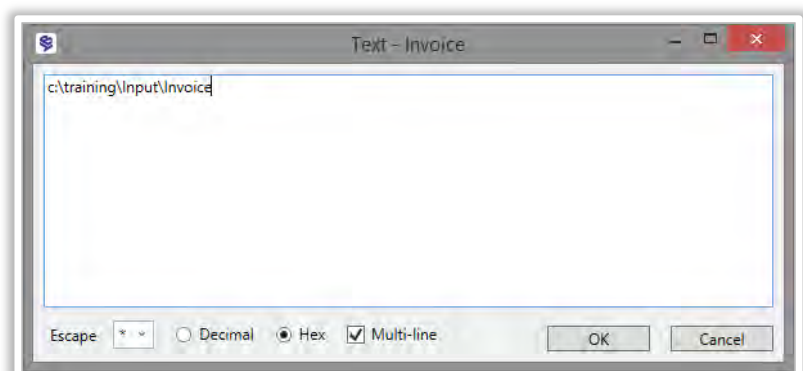 Text - Invoice
c:\training\Input\Invoice
Escape * Decimal Hex Multi-line OK Cancel